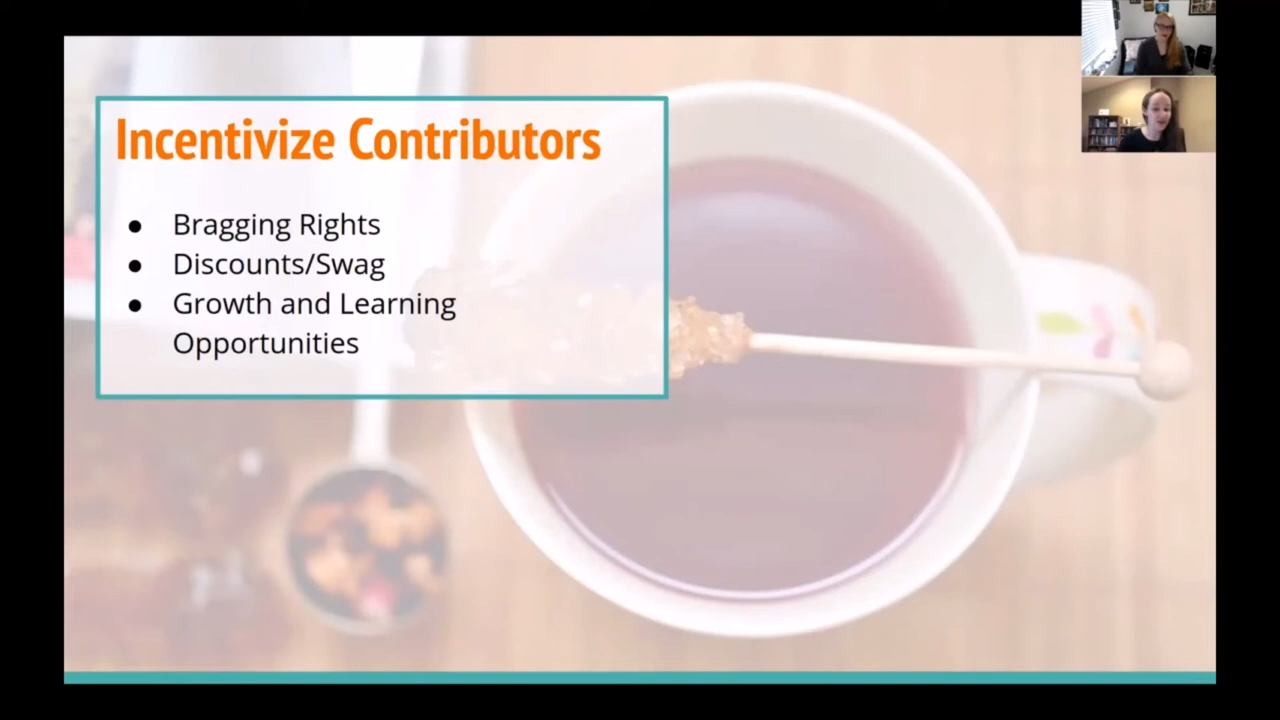 Incentivize Contributors
● Bragging Rights
● Discounts/Swag
● Growth and Learning
Opportunities